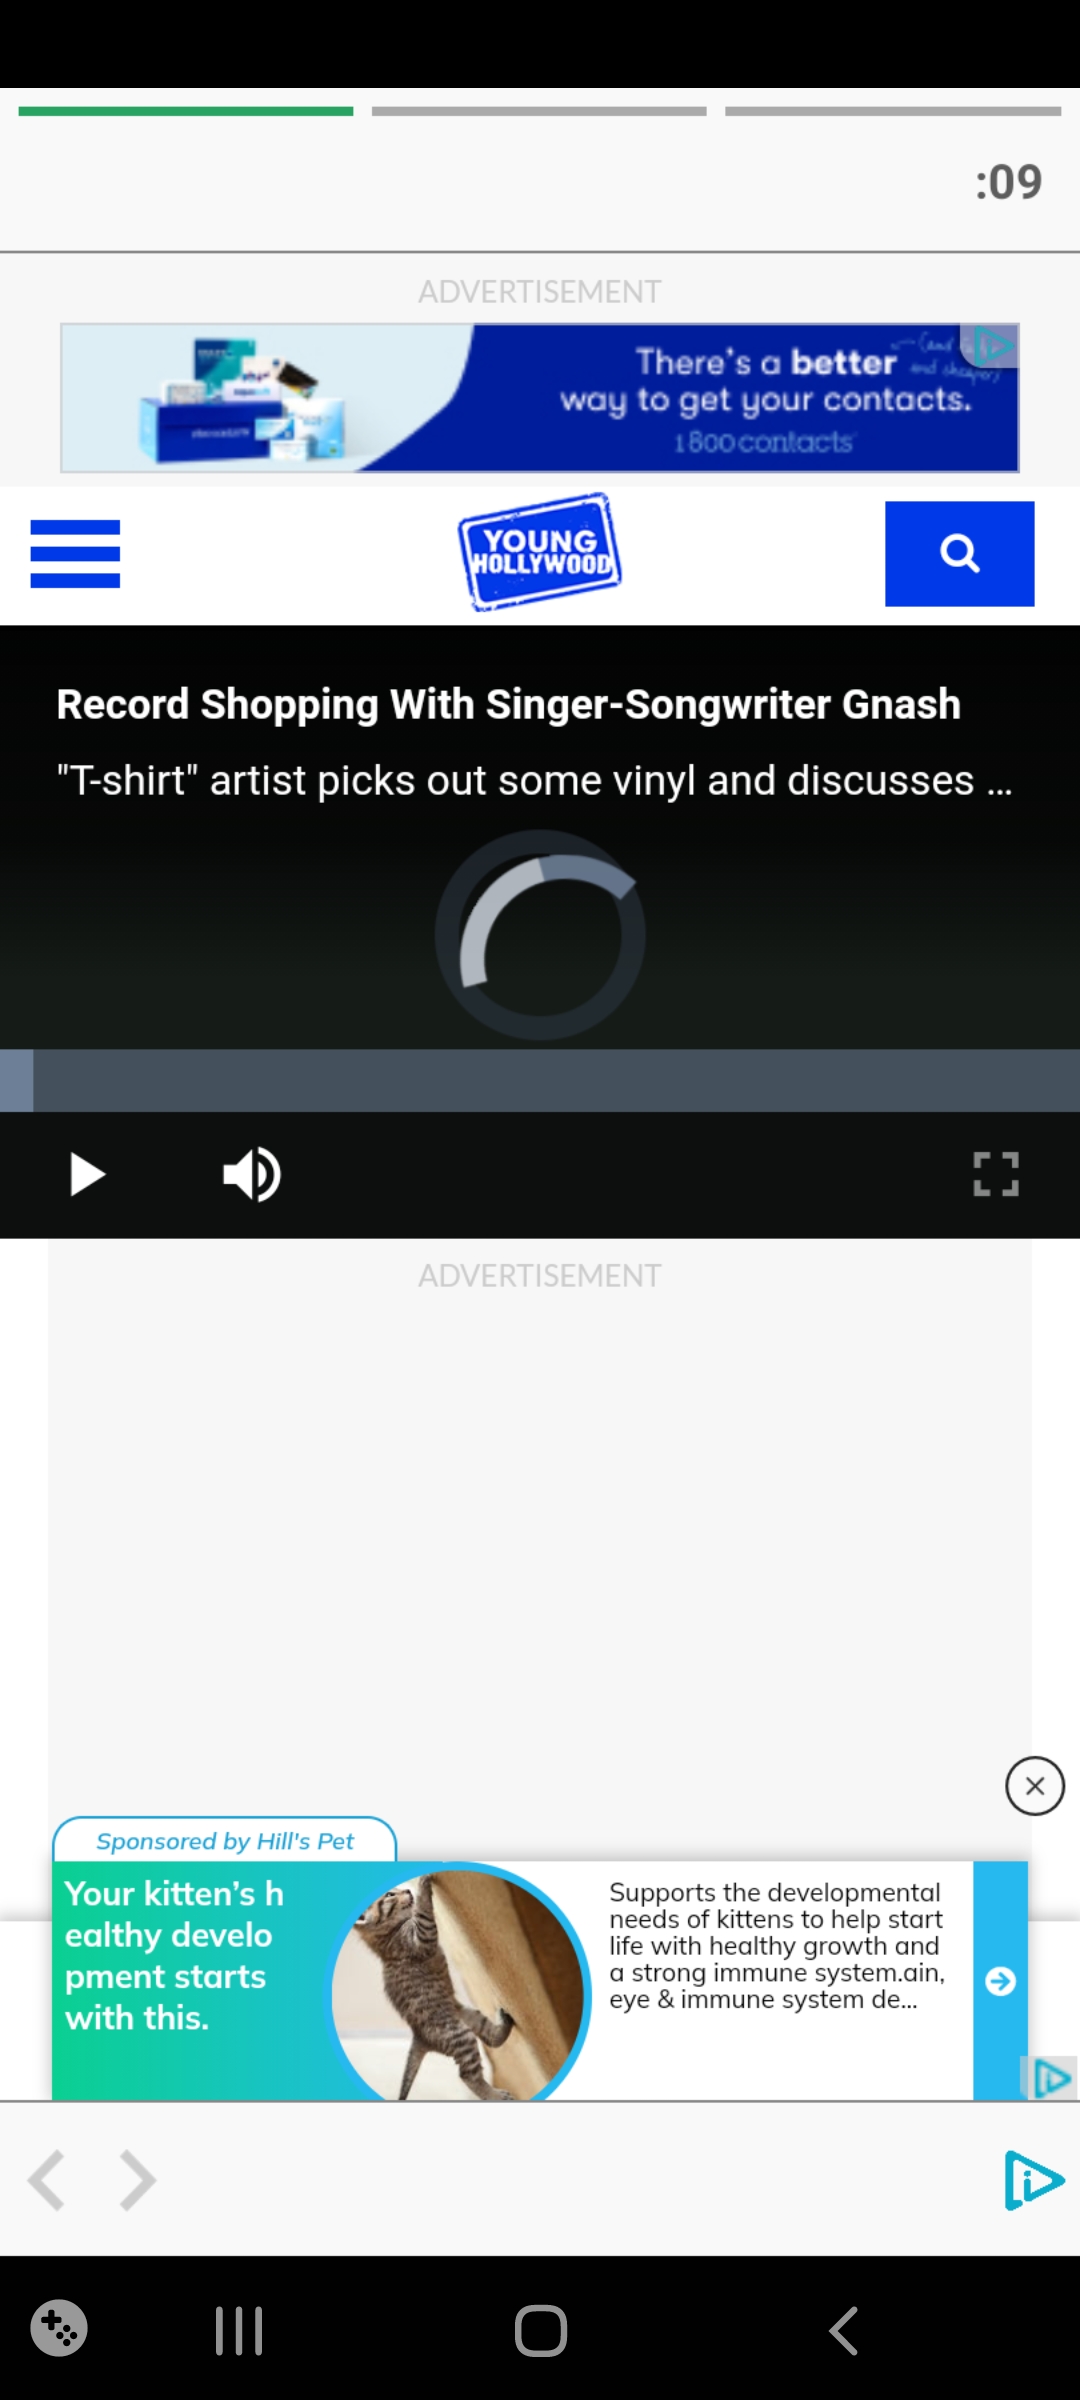 :09
ADVERTISEMENT
There's a better
way to get your contacts.
1800contacts
YOUNG
HOLLYWOOD
Record Shopping With Singer-Songwriter Gnash
"T-shirt" artist picks out some vinyl and discusses ...
ADVERTISEMENT
Sponsored by Hill's Pet
Your kitten's h
ealthy develo
pment starts
with this.
Supports the developmental
needs of kittens to help start
life with healthy growth and
a strong immune system.ain,
eye & immune system de...